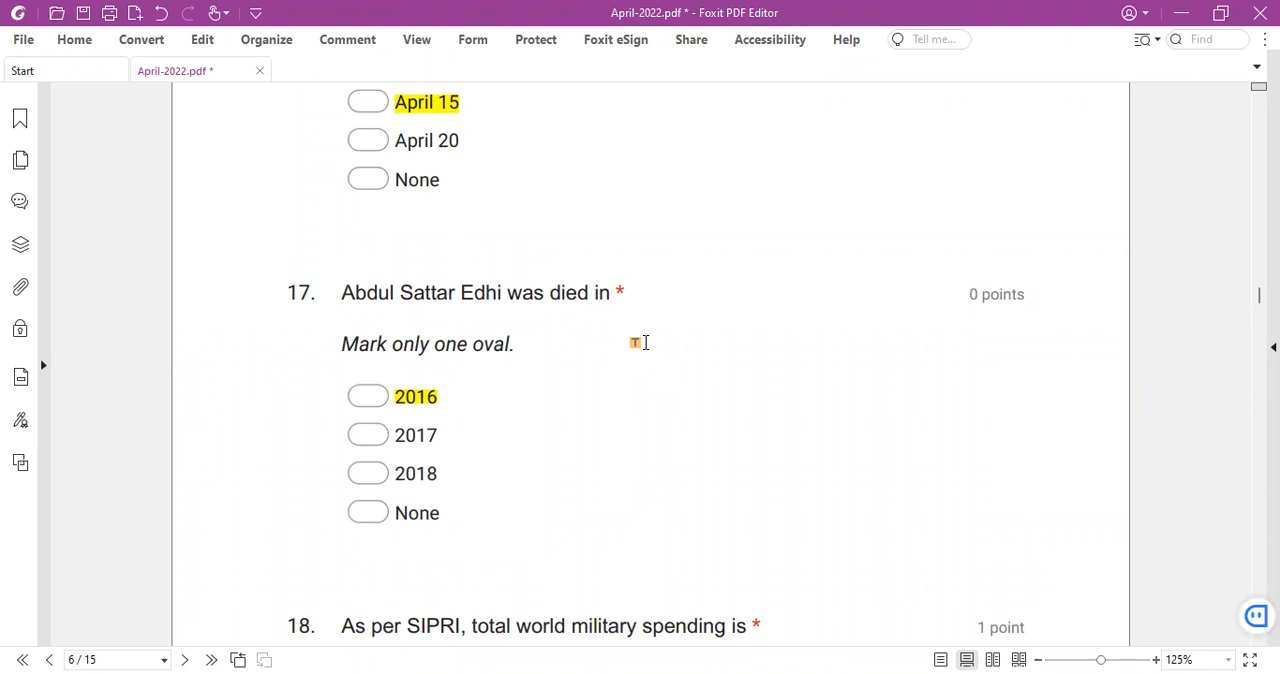 April-2022.pdf * - Foxit PDF Editor
File Home Convert Edit Organize Comment View Form Protect Foxit eSign Share Accessibility Help Tell me... Find
Start April-2022.pdf *
April 15
April 20
None
17. Abdul Sattar Edhi was died in * 0 points
Mark only one oval.
2016
2017
2018
None
18. As per SIPRI, total world military spending is * 1 point
6 / 15 125%